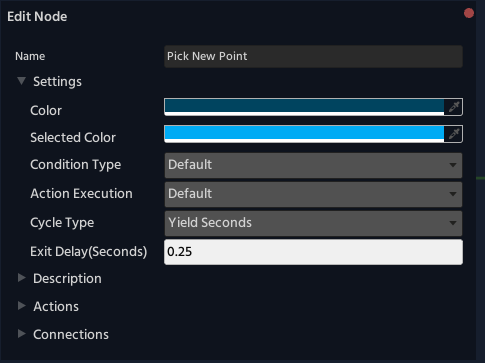 Edit Node
Name Pick New Point
Settings
Color
Selected Color
Condition Type Default
Action Execution Default
Cycle Type Yield Seconds
Exit Delay(Seconds) 0.25
Description
Actions
Connections